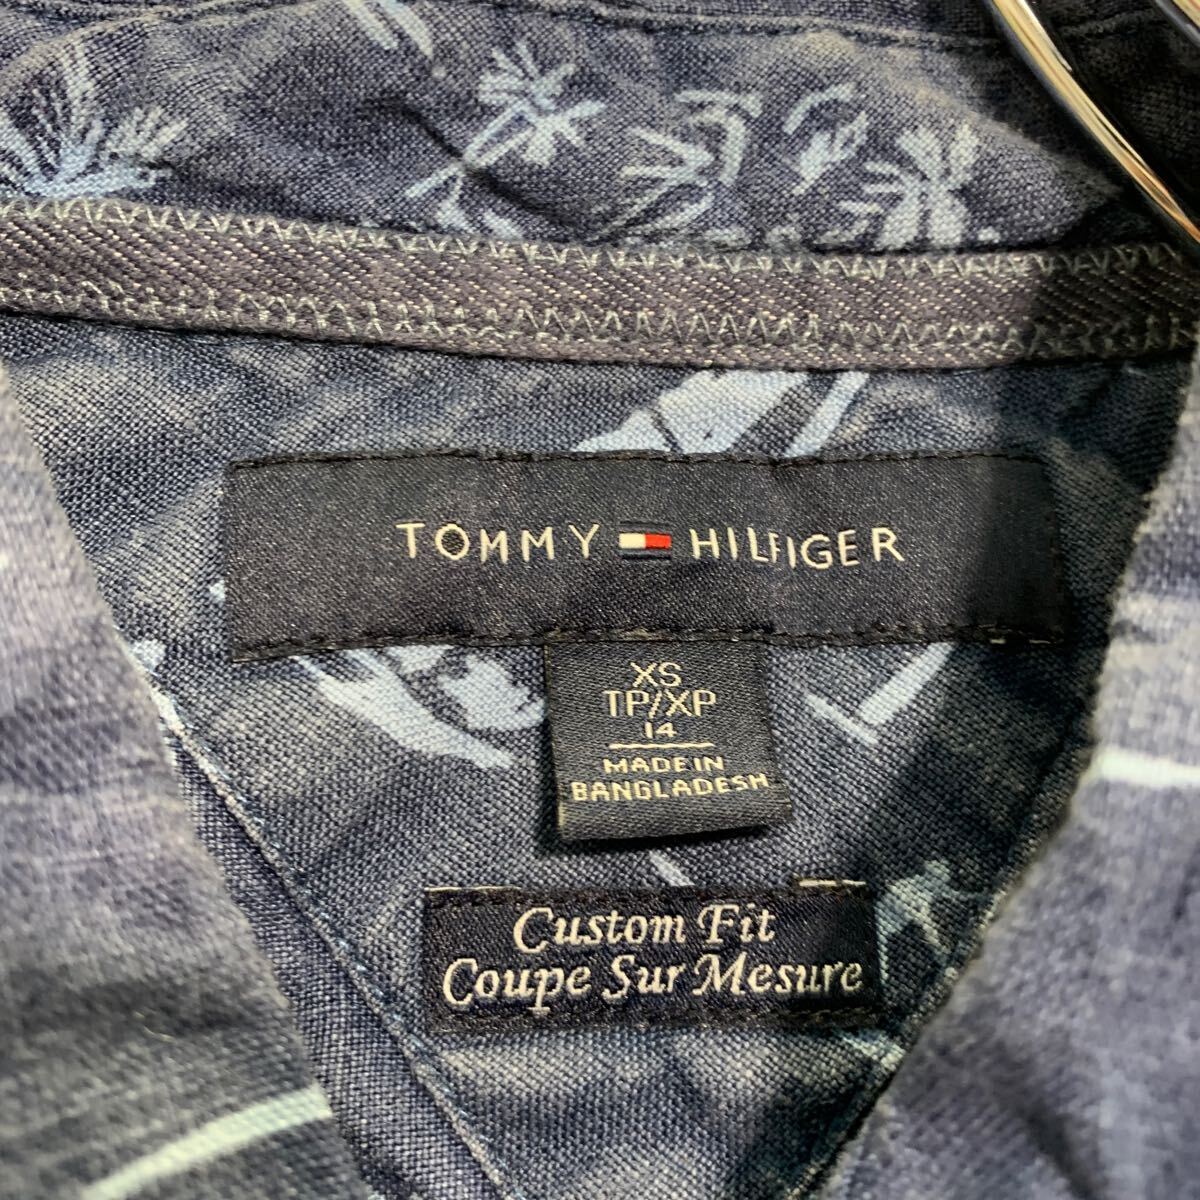 TOMMY HILFIGER
XS
TP/XP
14
MADE IN
BANGLADESH
Custom Fit
Coupe Sur Mesure